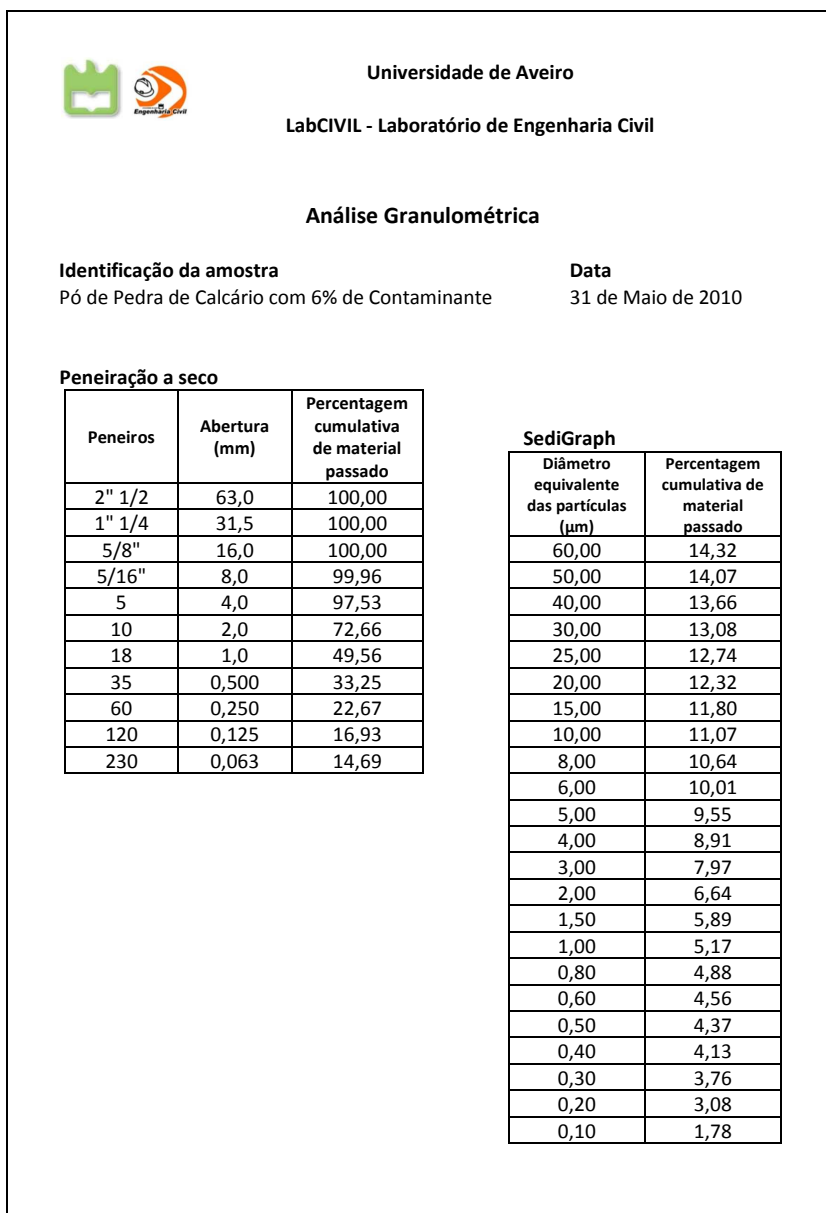 Universidade de Aveiro
Engenharia Civil
LabCIVIL - Laboratório de Engenharia Civil
Análise Granulométrica
Identificação da amostra Data
Pó de Pedra de Calcário com 6% de Contaminante 31 de Maio de 2010
Peneiração a seco
Peneiros Abertura (mm) Percentagem cumulativa de material passado
2" 1/2 63,0 100,00
1" 1/4 31,5 100,00
5/8" 16,0 100,00
5/16" 8,0 99,96
5 4,0 97,53
10 2,0 72,66
18 1,0 49,56
35 0,500 33,25
60 0,250 22,67
120 0,125 16,93
230 0,063 14,69
SediGraph
Diâmetro equivalente das partículas (µm) Percentagem cumulativa de material passado
60,00 14,32
50,00 14,07
40,00 13,66
30,00 13,08
25,00 12,74
20,00 12,32
15,00 11,80
10,00 11,07
8,00 10,64
6,00 10,01
5,00 9,55
4,00 8,91
3,00 7,97
2,00 6,64
1,50 5,89
1,00 5,17
0,80 4,88
0,60 4,56
0,50 4,37
0,40 4,13
0,30 3,76
0,20 3,08
0,10 1,78